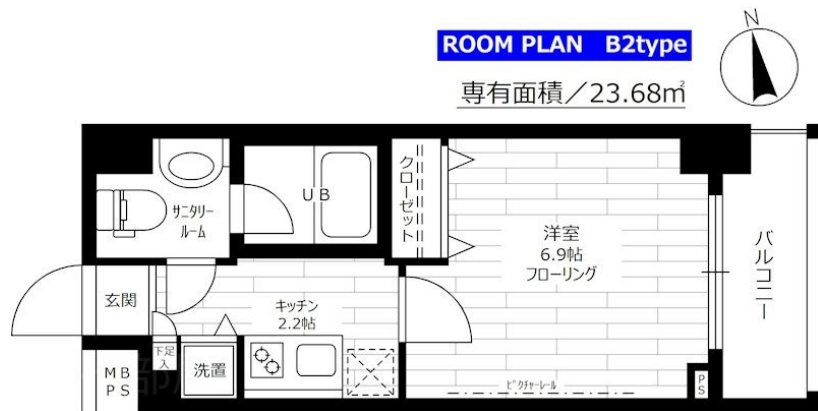 ROOM PLAN B2type
N
専有面積／23.68㎡
クローゼット
UB
サニタリー
ルーム
洋室
6.9帖
フローリング
バルコニー
玄関
キッチン
2.2帖
下足
入
洗置
MB
PS
ピクチャーレール
PS